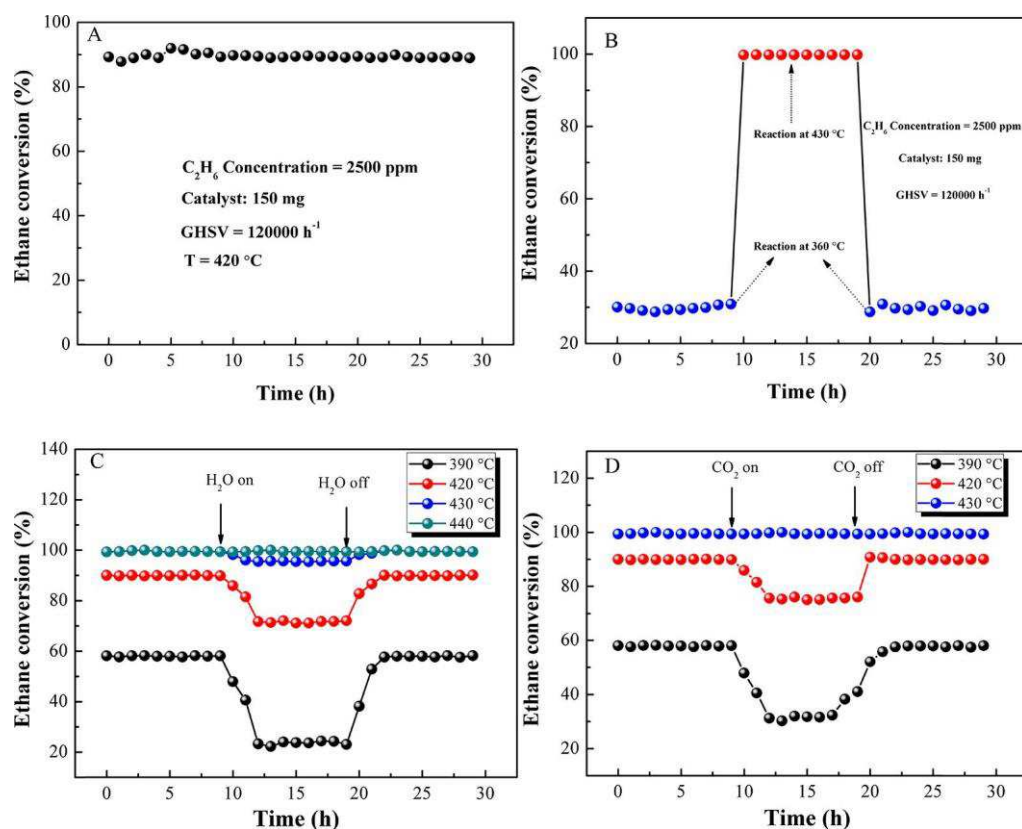 A
Ethane conversion (%)
100
80
60
40
20
0
C₂H₆ Concentration = 2500 ppm
Catalyst: 150 mg
GHSV = 120000 h⁻¹
T = 420 °C
0 5 10 15 20 25 30
Time (h)
B
Ethane conversion (%)
100
80
60
40
20
Reaction at 430 °C
C₂H₆ Concentration = 2500 ppm
Catalyst: 150 mg
GHSV = 120000 h⁻¹
Reaction at 360 °C
0 5 10 15 20 25 30
Time (h)
C
Ethane conversion (%)
140
120
100
80
60
40
20
H₂O on
H₂O off
390 °C
420 °C
430 °C
440 °C
0 5 10 15 20 25 30
Time (h)
D
Ethane conversion (%)
120
100
80
60
40
20
CO₂ on
CO₂ off
390 °C
420 °C
430 °C
0 5 10 15 20 25 30
Time (h)